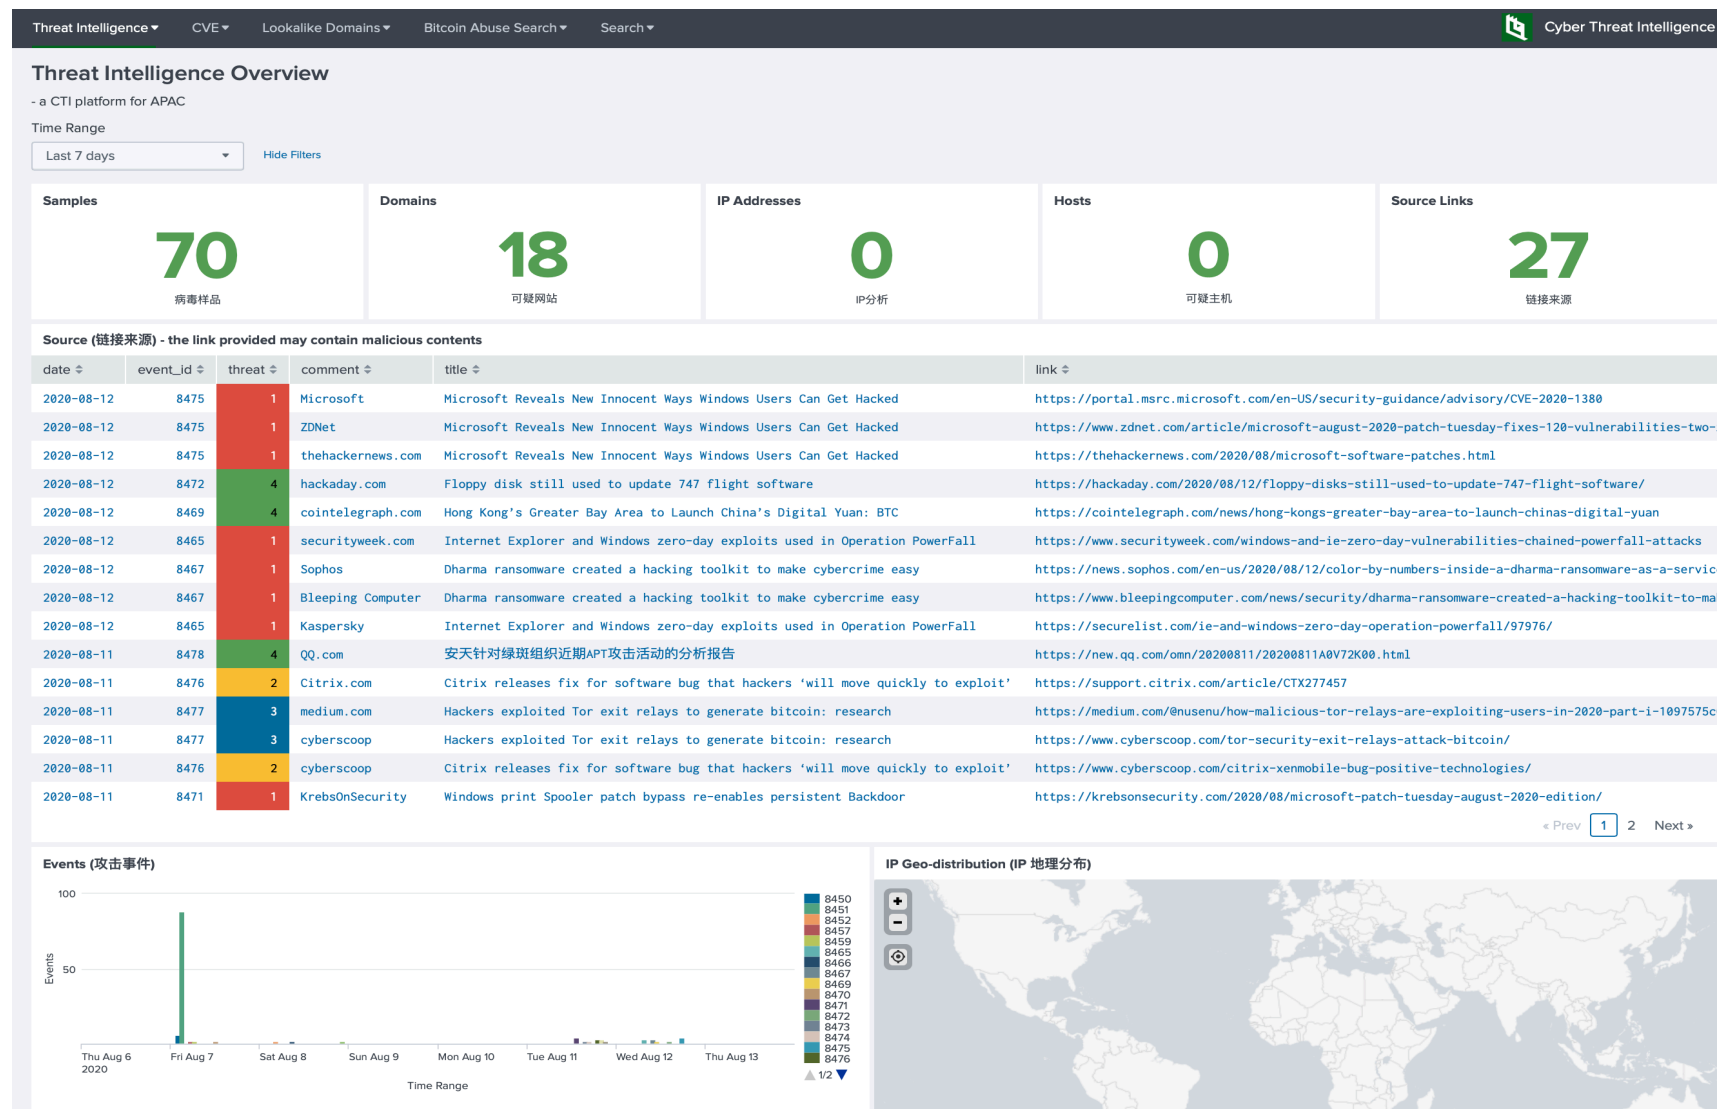 Threat Intelligence CVE Lookalike Domains Bitcoin Abuse Search Search Cyber Threat Intelligence
Threat Intelligence Overview
- a CTI platform for APAC
Time Range
Last 7 days Hide Filters
Samples Domains IP Addresses Hosts Source Links
70 18 0 0 27
病毒样品 可疑网站 IP分析 可疑主机 链接来源
Source (链接来源) - the link provided may contain malicious contents
date event_id threat comment title link
2020-08-12 8475 1 Microsoft Microsoft Reveals New Innocent Ways Windows Users Can Get Hacked https://portal.msrc.microsoft.com/en-US/security-guidance/advisory/CVE-2020-1380
2020-08-12 8475 1 ZDNet Microsoft Reveals New Innocent Ways Windows Users Can Get Hacked https://www.zdnet.com/article/microsoft-august-2020-patch-tuesday-fixes-120-vulnerabilities-two-
2020-08-12 8475 1 thehackernews.com Microsoft Reveals New Innocent Ways Windows Users Can Get Hacked https://thehackernews.com/2020/08/microsoft-software-patches.html
2020-08-12 8472 4 hackaday.com Floppy disk still used to update 747 flight software https://hackaday.com/2020/08/12/floppy-disks-still-used-to-update-747-flight-software/
2020-08-12 8469 4 cointelegraph.com Hong Kong’s Greater Bay Area to Launch China’s Digital Yuan: BTC https://cointelegraph.com/news/hong-kongs-greater-bay-area-to-launch-chinas-digital-yuan
2020-08-12 8465 1 securityweek.com Internet Explorer and Windows zero-day exploits used in Operation PowerFall https://www.securityweek.com/windows-and-ie-zero-day-vulnerabilities-chained-powerfall-attacks
2020-08-12 8467 1 Sophos Dharma ransomware created a hacking toolkit to make cybercrime easy https://news.sophos.com/en-us/2020/08/12/color-by-numbers-inside-a-dharma-ransomware-as-a-servic
2020-08-12 8467 1 Bleeping Computer Dharma ransomware created a hacking toolkit to make cybercrime easy https://www.bleepingcomputer.com/news/security/dharma-ransomware-created-a-hacking-toolkit-to-ma
2020-08-12 8465 1 Kaspersky Internet Explorer and Windows zero-day exploits used in Operation PowerFall https://securelist.com/ie-and-windows-zero-day-operation-powerfall/97976/
2020-08-11 8478 4 QQ.com 安天针对绿斑组织近期APT攻击活动的分析报告 https://new.qq.com/omn/20200811/20200811A0V72K00.html
2020-08-11 8476 2 Citrix.com Citrix releases fix for software bug that hackers ‘will move quickly to exploit’ https://support.citrix.com/article/CTX277457
2020-08-11 8477 3 medium.com Hackers exploited Tor exit relays to generate bitcoin: research https://medium.com/@nusenu/how-malicious-tor-relays-are-exploiting-users-in-2020-part-i-1097575c
2020-08-11 8477 3 cyberscoop Hackers exploited Tor exit relays to generate bitcoin: research https://www.cyberscoop.com/tor-security-exit-relays-attack-bitcoin/
2020-08-11 8476 2 cyberscoop Citrix releases fix for software bug that hackers ‘will move quickly to exploit’ https://www.cyberscoop.com/citrix-xenmobile-bug-positive-technologies/
2020-08-11 8471 1 KrebsOnSecurity Windows print Spooler patch bypass re-enables persistent Backdoor https://krebsonsecurity.com/2020/08/microsoft-patch-tuesday-august-2020-edition/
« Prev 1 2 Next »
Events (攻击事件)
100
50
Events
Thu Aug 6 Fri Aug 7 Sat Aug 8 Sun Aug 9 Mon Aug 10 Tue Aug 11 Wed Aug 12 Thu Aug 13
2020
Time Range
8450
8451
8452
8457
8459
8465
8466
8467
8469
8470
8471
8472
8473
8474
8475
8476
1/2
IP Geo-distribution (IP 地理分布)
+
-